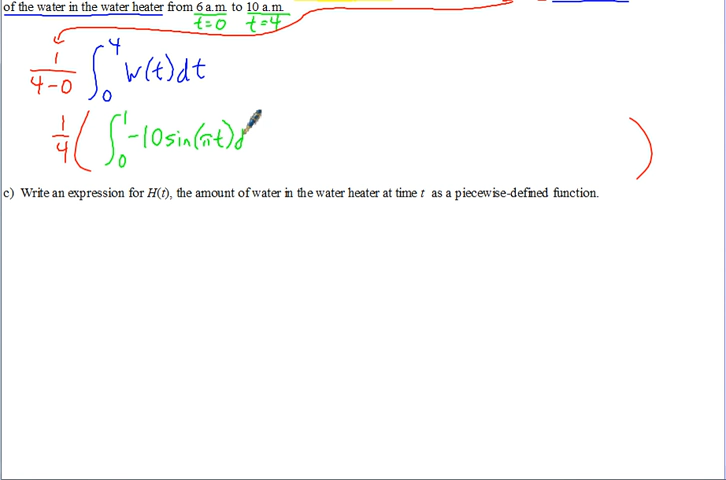 of the water in the water heater from 6 a.m. to 10 a.m.
t=0 t=4
1/(4-0) ∫₀⁴ W(t)dt
1/4 ( ∫₀¹ -10sin(πt)d )
c) Write an expression for H(t), the amount of water in the water heater at time t as a piecewise-defined function.